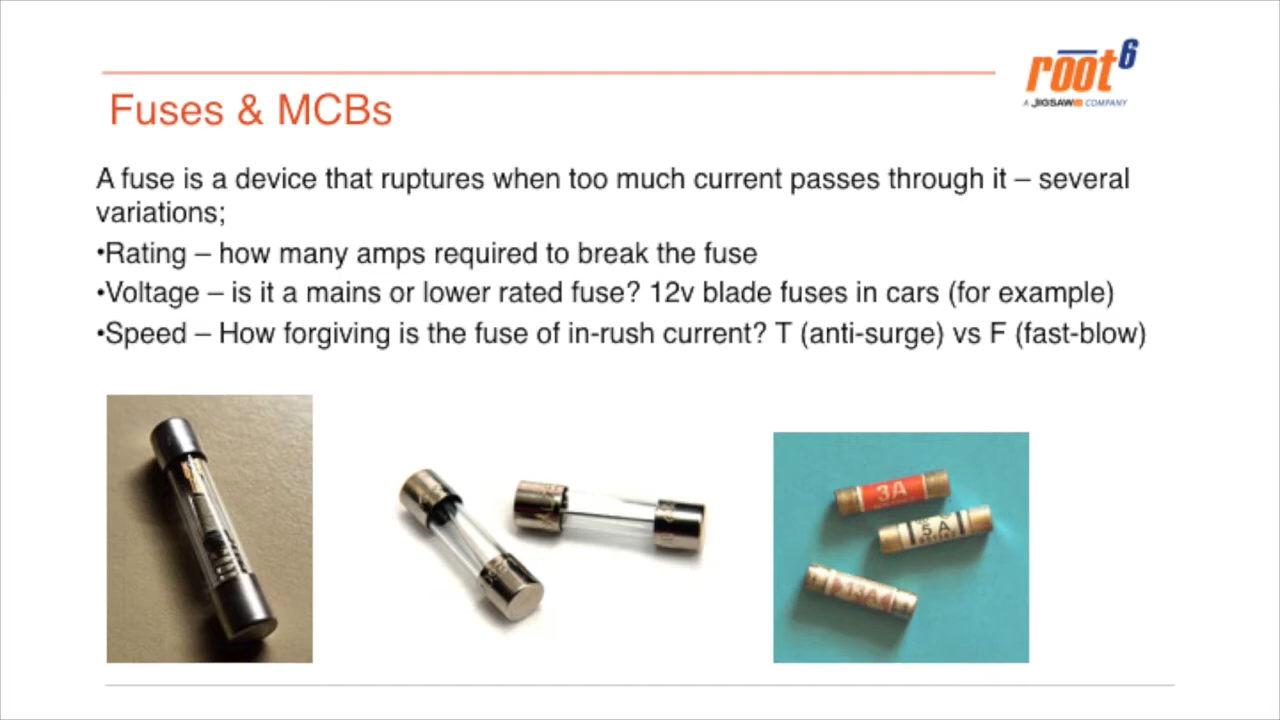 root6
A JIGSAW COMPANY
Fuses & MCBs
A fuse is a device that ruptures when too much current passes through it – several
variations;
•Rating – how many amps required to break the fuse
•Voltage – is it a mains or lower rated fuse? 12v blade fuses in cars (for example)
•Speed – How forgiving is the fuse of in-rush current? T (anti-surge) vs F (fast-blow)
3A
5 A
13A